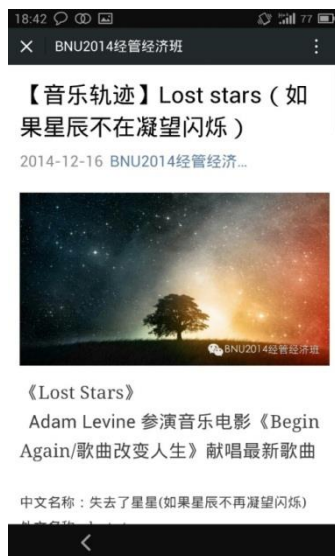 18:42 77
BNU2014经管经济班
【音乐轨迹】Lost stars（如
果星辰不在凝望闪烁）
2014-12-16 BNU2014经管经济...
BNU2014经管经济班
《Lost Stars》
Adam Levine 参演音乐电影《Begin
Again/歌曲改变人生》献唱最新歌曲
中文名称：失去了星星(如果星辰不再凝望闪烁)